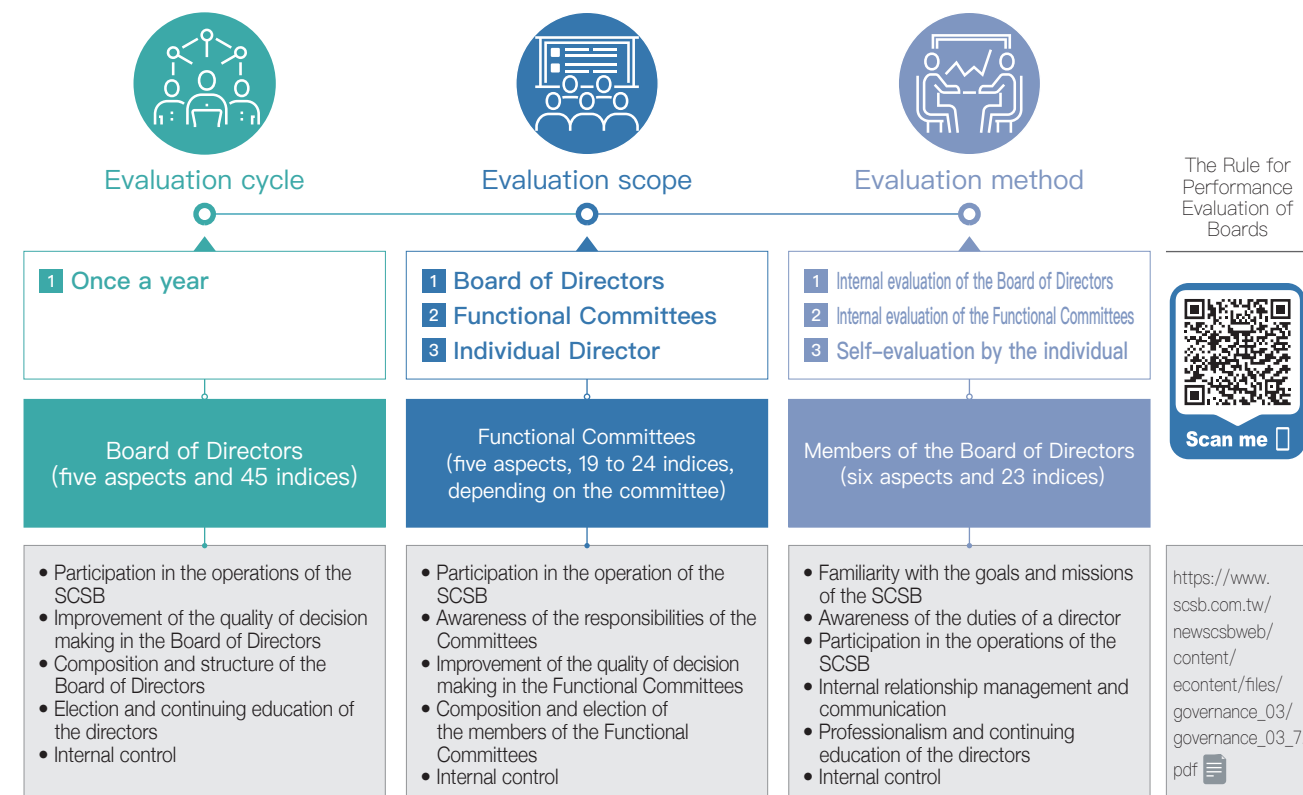 Evaluation cycle
1 Once a year
Board of Directors
(five aspects and 45 indices)
• Participation in the operations of the
SCSB
• Improvement of the quality of decision
making in the Board of Directors
• Composition and structure of the
Board of Directors
• Election and continuing education of
the directors
• Internal control
Evaluation scope
1 Board of Directors
2 Functional Committees
3 Individual Director
Functional Committees
(five aspects, 19 to 24 indices,
depending on the committee)
• Participation in the operation of the
SCSB
• Awareness of the responsibilities of the
Committees
• Improvement of the quality of decision
making in the Functional Committees
• Composition and election of
the members of the Functional
Committees
• Internal control
Evaluation method
1 Internal evaluation of the Board of Directors
2 Internal evaluation of the Functional Committees
3 Self-evaluation by the individual
Members of the Board of Directors
(six aspects and 23 indices)
• Familiarity with the goals and missions
of the SCSB
• Awareness of the duties of a director
• Participation in the operations of the
SCSB
• Internal relationship management and
communication
• Professionalism and continuing
education of the directors
• Internal control
The Rule for
Performance
Evaluation of
Boards
Scan me
https://www.
scsb.com.tw/
newscsbweb/
content/
econtent/files/
governance_03/
governance_03_7
pdf